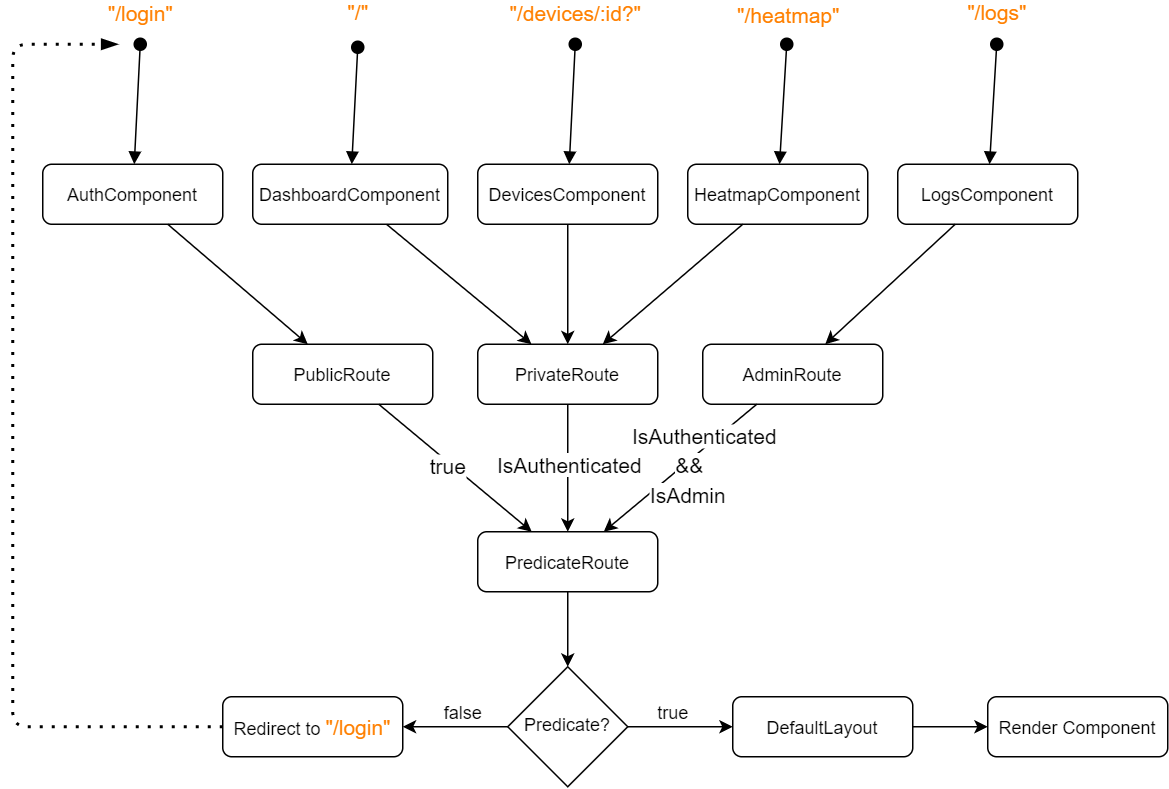 "/login"
"/"
"/devices/:id?"
"/heatmap"
"/logs"
AuthComponent
DashboardComponent
DevicesComponent
HeatmapComponent
LogsComponent
PublicRoute
PrivateRoute
AdminRoute
true
IsAuthenticated
IsAuthenticated
&&
IsAdmin
PredicateRoute
Redirect to "/login"
false
Predicate?
true
DefaultLayout
Render Component